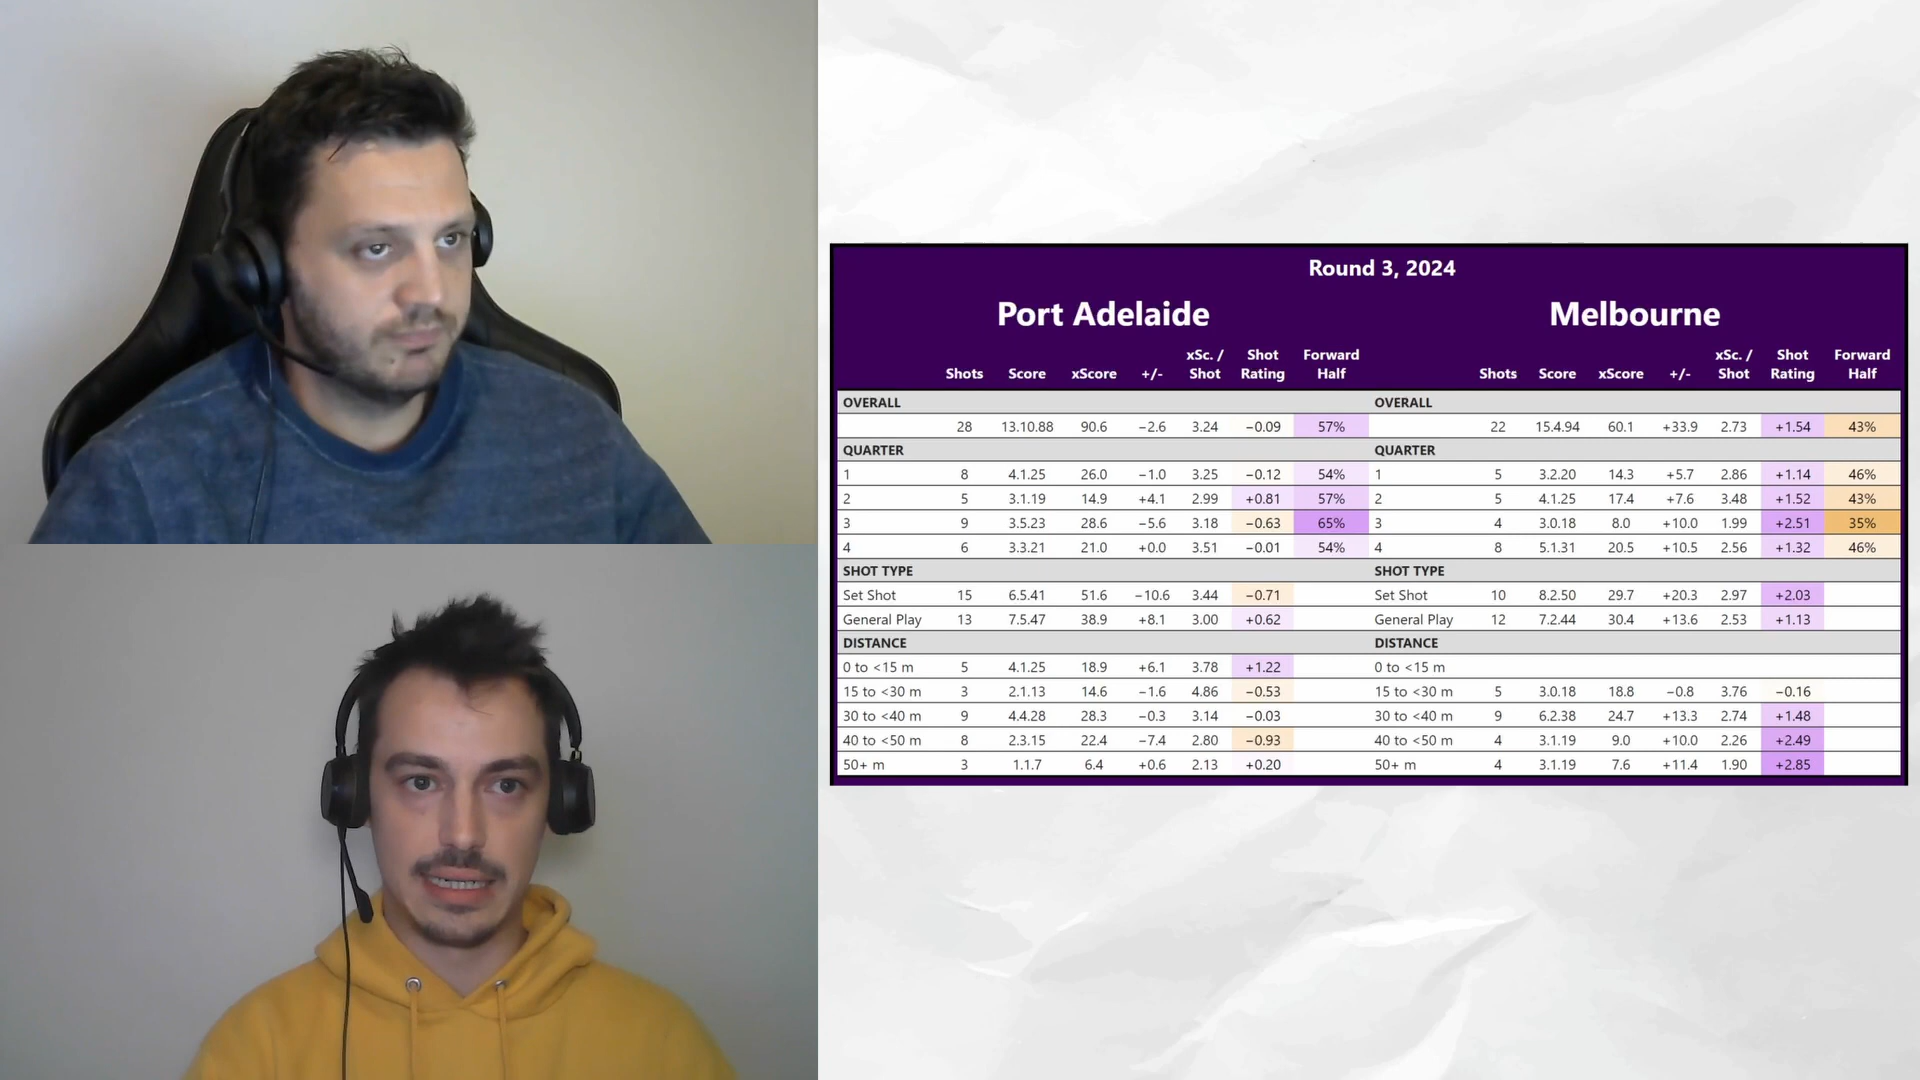 Round 3, 2024
Port Adelaide Melbourne
Shots Score xScore +/- xSc. / Shot Shot Rating Forward Half Shots Score xScore +/- xSc. / Shot Shot Rating Forward Half
OVERALL OVERALL
28 13.10.88 90.6 −2.6 3.24 −0.09 57% 22 15.4.94 60.1 +33.9 2.73 +1.54 43%
QUARTER QUARTER
1 8 4.1.25 26.0 −1.0 3.25 −0.12 54% 1 5 3.2.20 14.3 +5.7 2.86 +1.14 46%
2 5 3.1.19 14.9 +4.1 2.99 +0.81 57% 2 5 4.1.25 17.4 +7.6 3.48 +1.52 43%
3 9 3.5.23 28.6 −5.6 3.18 −0.63 65% 3 4 3.0.18 8.0 +10.0 1.99 +2.51 35%
4 6 3.3.21 21.0 +0.0 3.51 −0.01 54% 4 8 5.1.31 20.5 +10.5 2.56 +1.32 46%
SHOT TYPE SHOT TYPE
Set Shot 15 6.5.41 51.6 −10.6 3.44 −0.71 Set Shot 10 8.2.50 29.7 +20.3 2.97 +2.03
General Play 13 7.5.47 38.9 +8.1 3.00 +0.62 General Play 12 7.2.44 30.4 +13.6 2.53 +1.13
DISTANCE DISTANCE
0 to <15 m 5 4.1.25 18.9 +6.1 3.78 +1.22 0 to <15 m
15 to <30 m 3 2.1.13 14.6 −1.6 4.86 −0.53 15 to <30 m 5 3.0.18 18.8 −0.8 3.76 −0.16
30 to <40 m 9 4.4.28 28.3 −0.3 3.14 −0.03 30 to <40 m 9 6.2.38 24.7 +13.3 2.74 +1.48
40 to <50 m 8 2.3.15 22.4 −7.4 2.80 −0.93 40 to <50 m 4 3.1.19 9.0 +10.0 2.26 +2.49
50+ m 3 1.1.7 6.4 +0.6 2.13 +0.20 50+ m 4 3.1.19 7.6 +11.4 1.90 +2.85